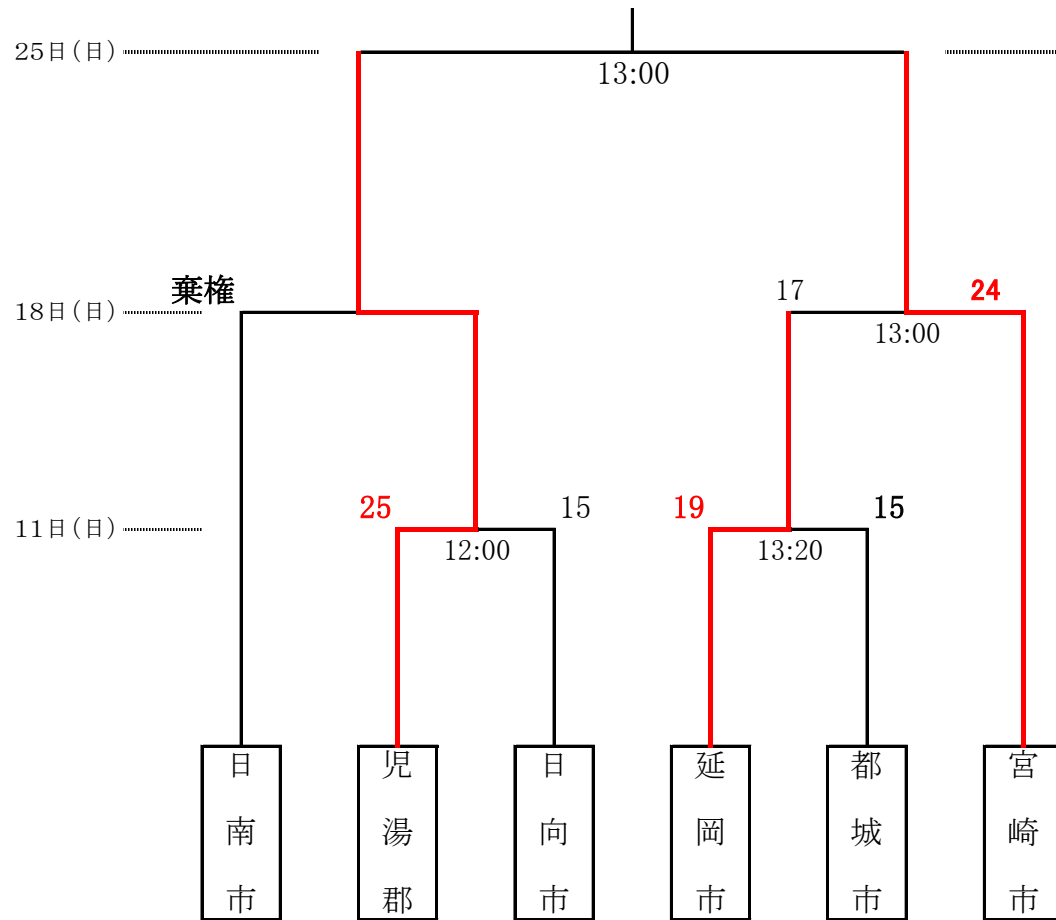 25日(日)
13:00
棄権
17
24
18日(日)
13:00
25
15
19
15
11日(日)
12:00
13:20
日南市
児湯郡
日向市
延岡市
都城市
宮崎市